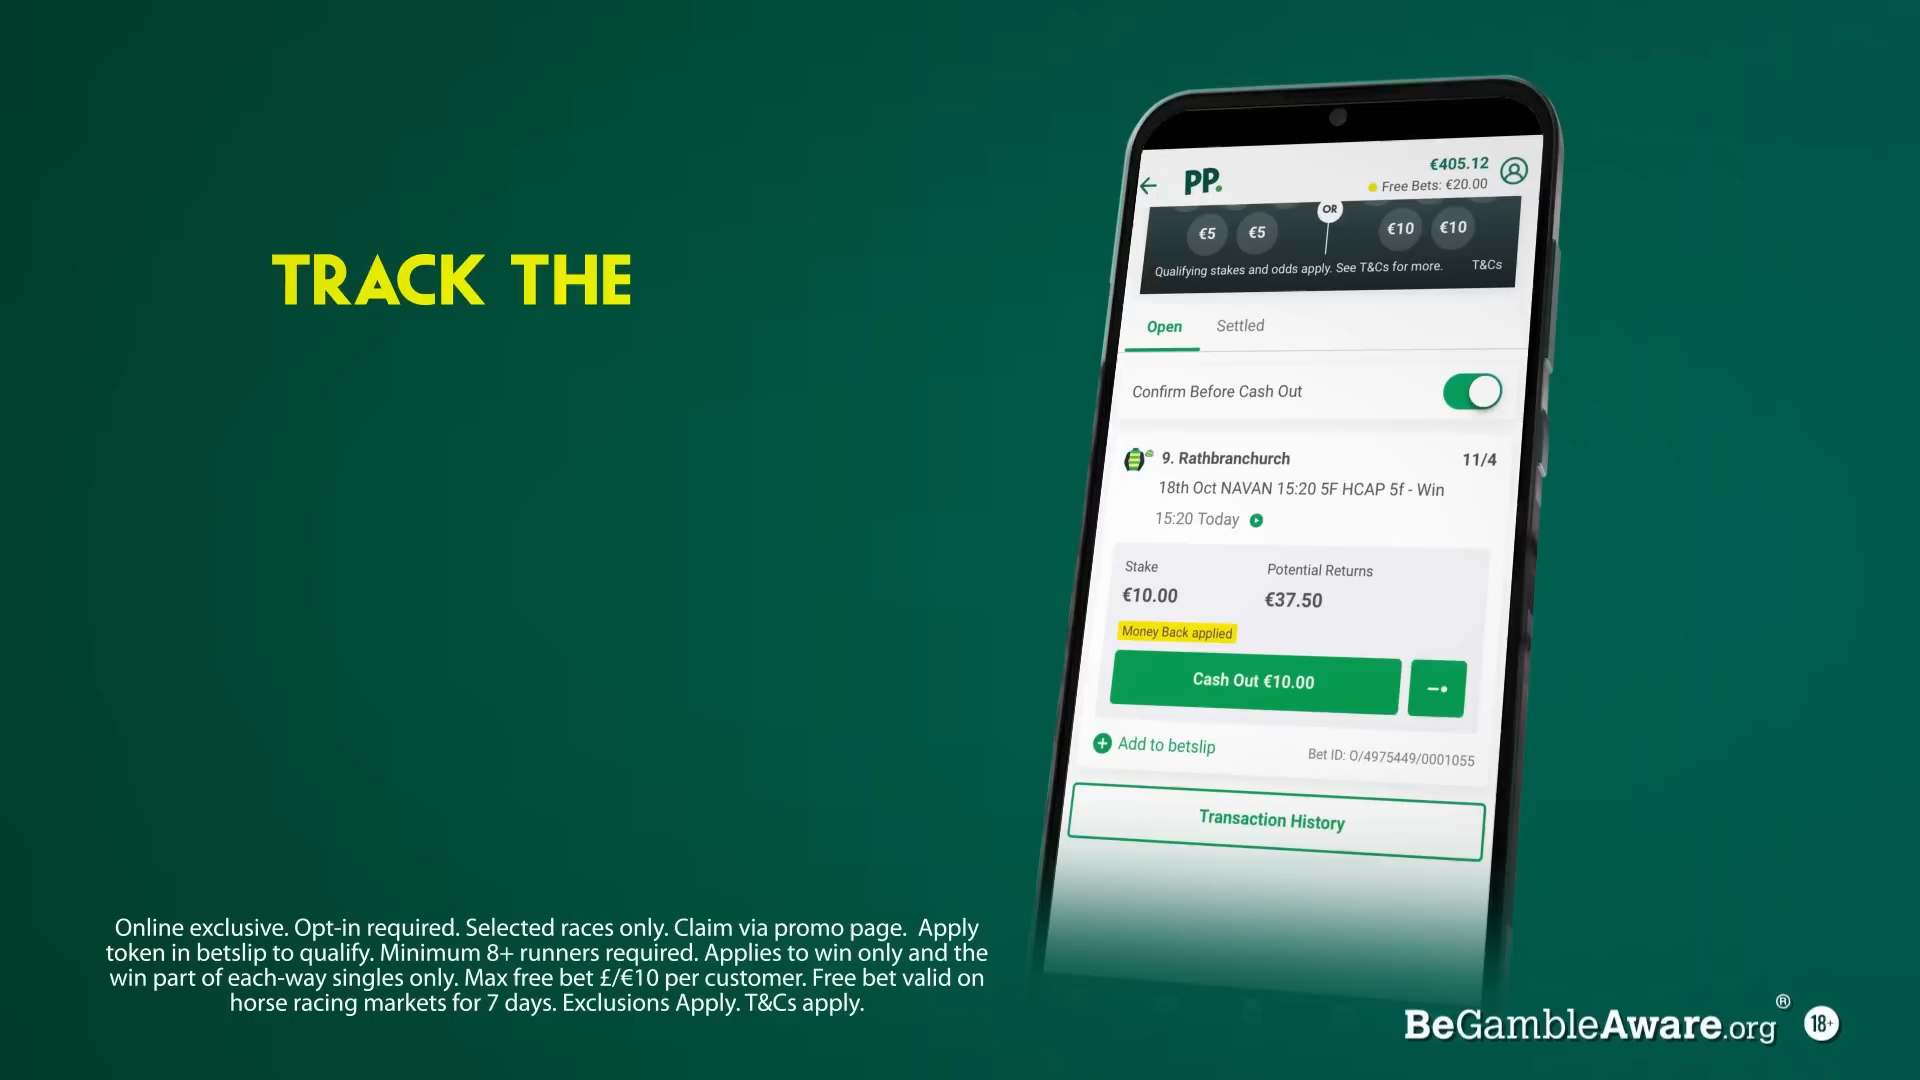 TRACK THE
PP.
€405.12
Free Bets: €20.00
€5 €5 OR €10 €10
Qualifying stakes and odds apply. See T&Cs for more. T&Cs
Open Settled
Confirm Before Cash Out
9. Rathbranchurch 11/4
18th Oct NAVAN 15:20 5F HCAP 5f - Win
15:20 Today
Stake Potential Returns
€10.00 €37.50
Money Back applied
Cash Out €10.00
Add to betslip Bet ID: O/4975449/0001055
Transaction History
Online exclusive. Opt-in required. Selected races only. Claim via promo page. Apply
token in betslip to qualify. Minimum 8+ runners required. Applies to win only and the
win part of each-way singles only. Max free bet £/€10 per customer. Free bet valid on
horse racing markets for 7 days. Exclusions Apply. T&Cs apply.
BeGambleAware.org® 18+